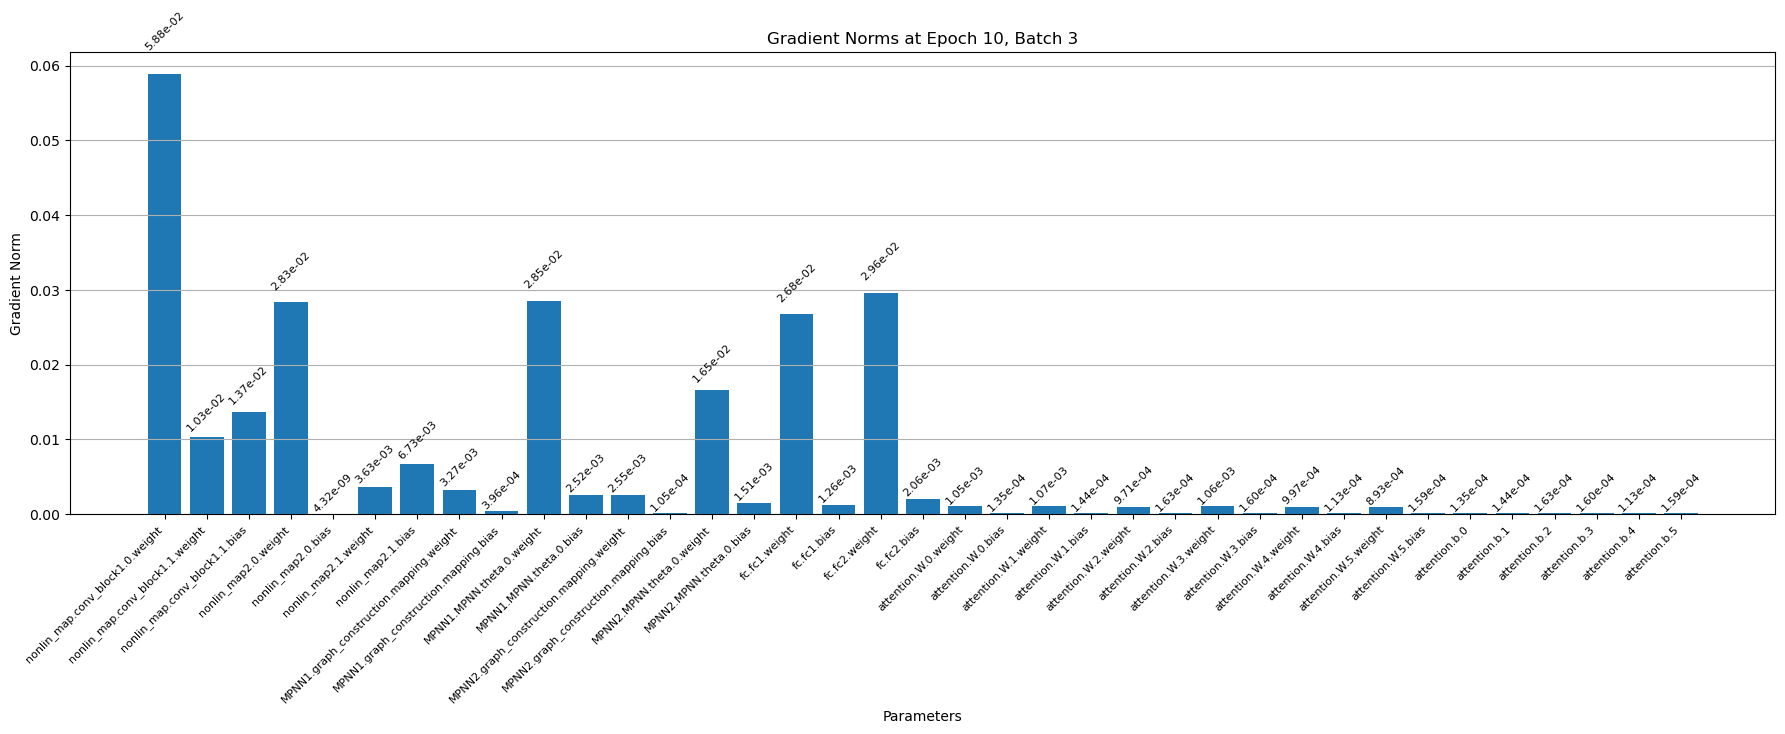 Gradient Norms at Epoch 10, Batch 3
Gradient Norm
0.06
0.05
0.04
0.03
0.02
0.01
0.00
5.88e-02
1.03e-02
1.37e-02
2.83e-02
4.32e-09
3.63e-03
6.73e-03
3.27e-03
3.96e-04
2.85e-02
2.52e-03
2.55e-03
1.05e-04
1.65e-02
1.51e-03
2.68e-02
1.26e-03
2.96e-02
2.06e-03
1.05e-03
1.35e-04
1.07e-03
1.44e-04
9.71e-04
1.63e-04
1.06e-03
1.60e-04
9.97e-04
1.13e-04
8.93e-04
1.59e-04
1.35e-04
1.44e-04
1.63e-04
1.60e-04
1.13e-04
1.59e-04
nonlin_map.conv_block1.0.weight
nonlin_map.conv_block1.1.weight
nonlin_map.conv_block1.1.bias
nonlin_map2.0.weight
nonlin_map2.0.bias
nonlin_map2.1.weight
nonlin_map2.1.bias
MPNN1.graph_construction.mapping.weight
MPNN1.graph_construction.mapping.bias
MPNN1.MPNN.theta.0.weight
MPNN1.MPNN.theta.0.bias
MPNN2.graph_construction.mapping.weight
MPNN2.graph_construction.mapping.bias
MPNN2.MPNN.theta.0.weight
MPNN2.MPNN.theta.0.bias
fc.fc1.weight
fc.fc1.bias
fc.fc2.weight
fc.fc2.bias
attention.W.0.weight
attention.W.0.bias
attention.W.1.weight
attention.W.1.bias
attention.W.2.weight
attention.W.2.bias
attention.W.3.weight
attention.W.3.bias
attention.W.4.weight
attention.W.4.bias
attention.W.5.weight
attention.W.5.bias
attention.b.0
attention.b.1
attention.b.2
attention.b.3
attention.b.4
attention.b.5
Parameters